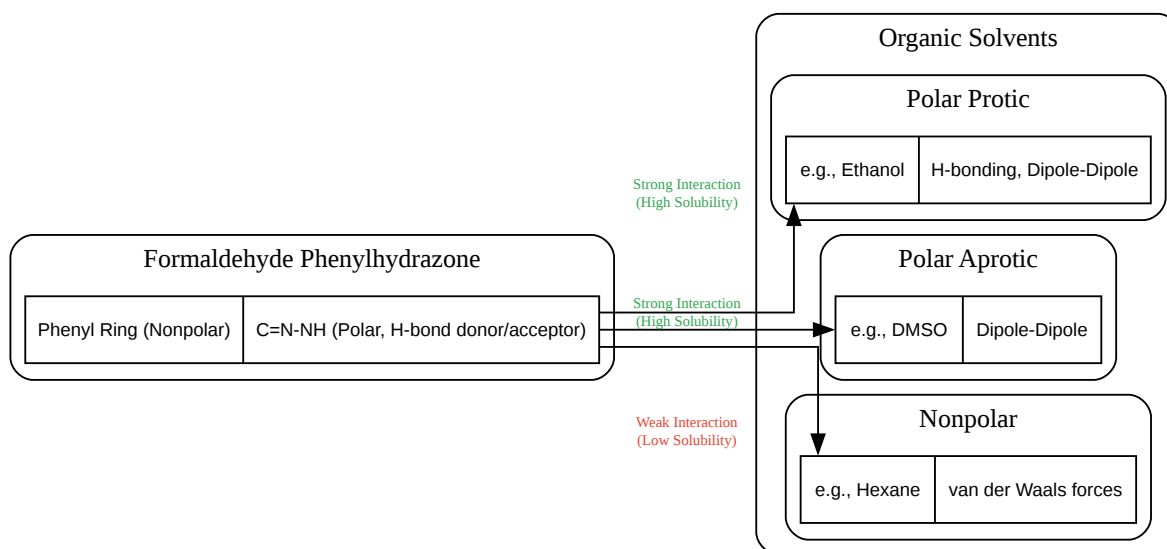 Formaldehyde Phenylhydrazone
Phenyl Ring (Nonpolar)
C=N-NH (Polar, H-bond donor/acceptor)
Strong Interaction
(High Solubility)
Strong Interaction
(High Solubility)
Weak Interaction
(Low Solubility)
Organic Solvents
Polar Protic
e.g., Ethanol
H-bonding, Dipole-Dipole
Polar Aprotic
e.g., DMSO
Dipole-Dipole
Nonpolar
e.g., Hexane
van der Waals forces